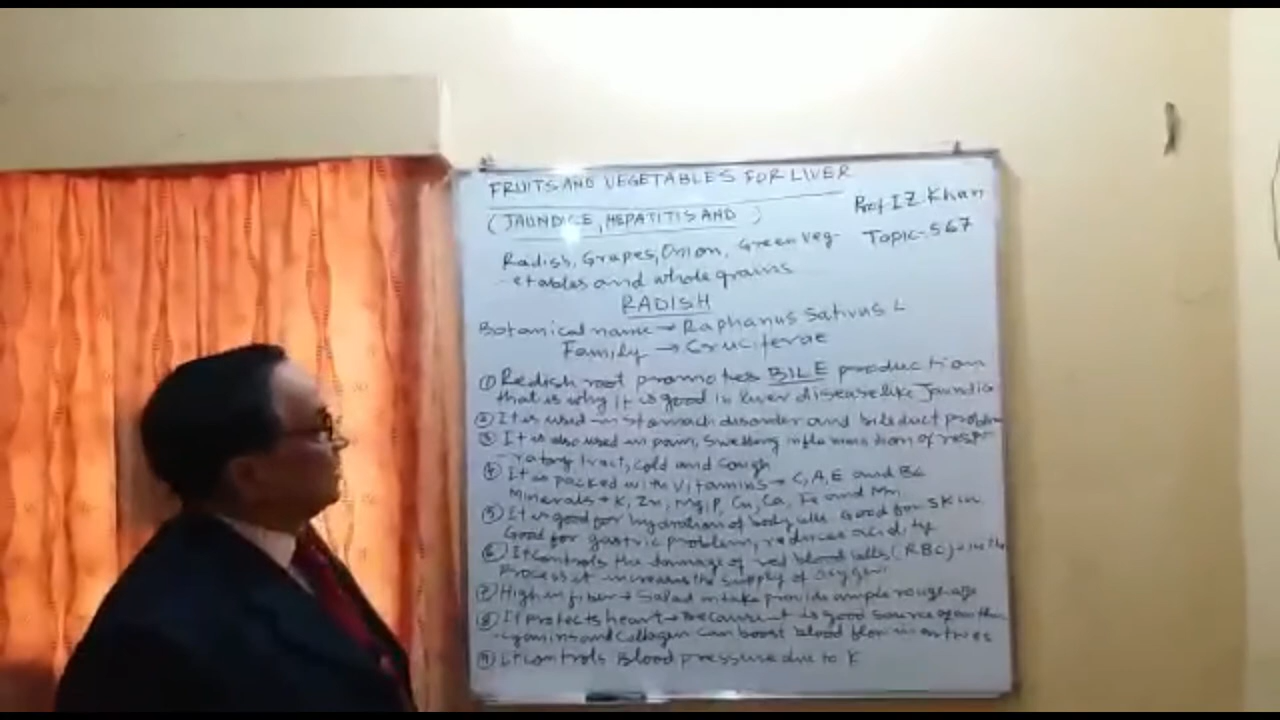 FRUITS AND VEGETABLES FOR LIVER
(JAUNDICE, HEPATITIS AND )
Prof IZ Khan
Topic-567
Radish, Grapes, Onion, Green veg-
-etables and whole grains
RADISH
Botanical name → Raphanus Sativus L
Family → Cruciferae
① Redish root promotes BILE production
that is why it is good in liver disease like Jaundic
② It is used in stomach disorder and bileduct problem
③ It is also used in pain, swelling inflammation of resp-
-ratory tract, cold and cough
④ It is packed with vitamins → C, A, E and B6
Minerals → K, Zn, Mg, P, Cu, Ca, Fe and Mn
⑤ It is good for hydration of body cells Good for skin
Good for gastric problem, reduces acidity
⑥ It controls the damage of red blood cells (RBC) - in the
process it increases the supply of oxygen
⑦ High in fiber → Salad intake provide ample roughage
⑧ It protects heart → Because it is good source of anthe-
-cyanins and collagen can boost blood flow in
⑨ It controls Blood pressure due to K